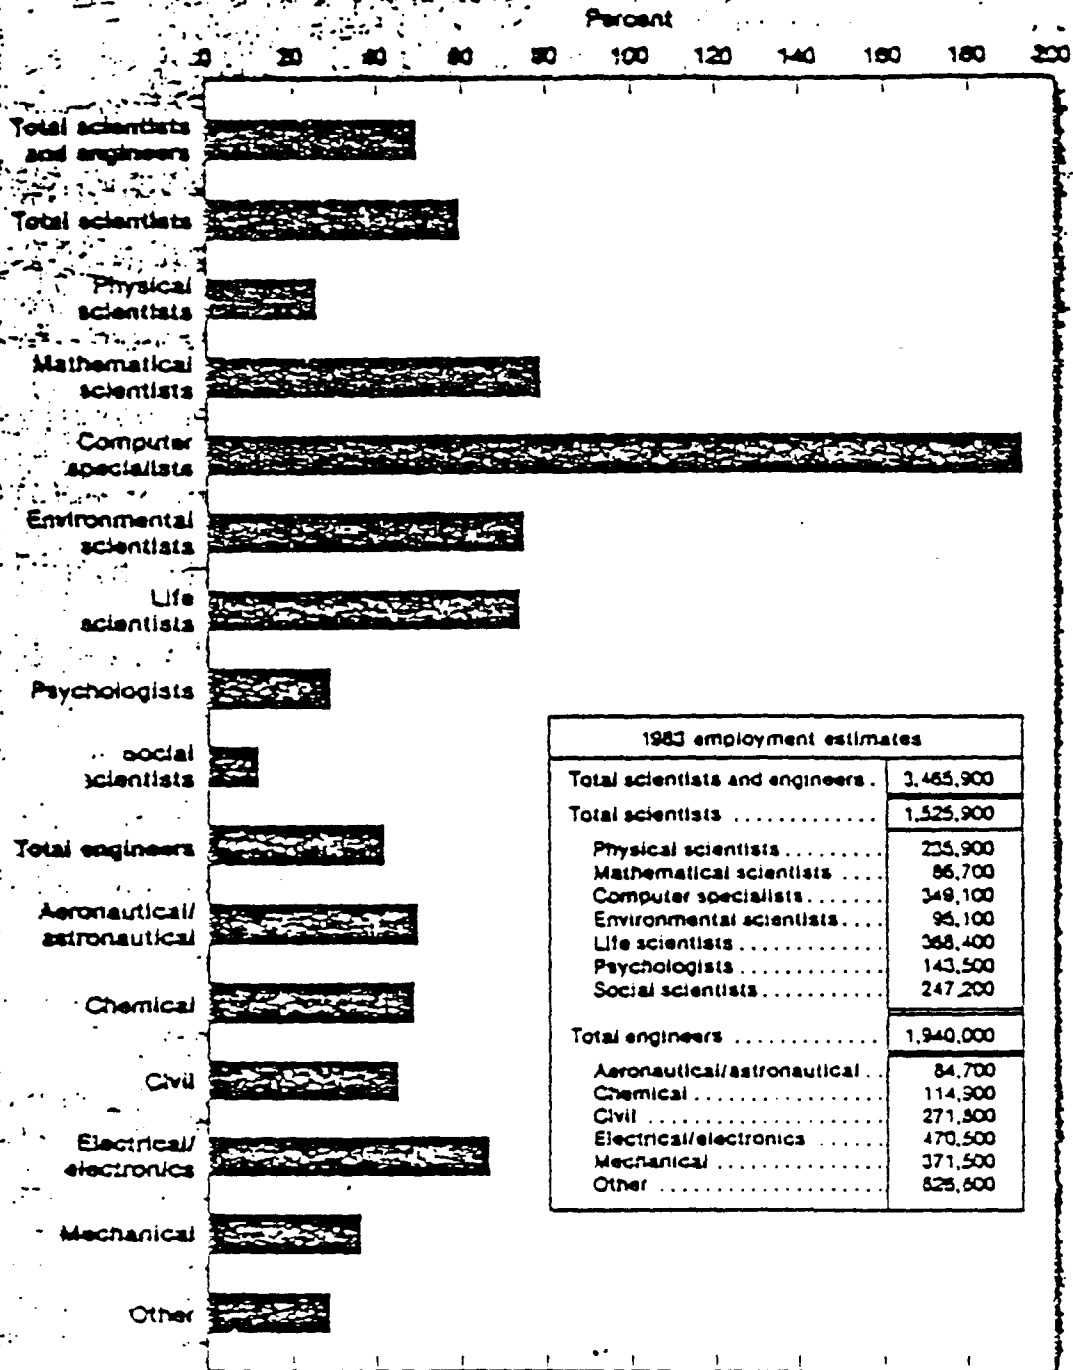 Percent
0 20 40 60 80 100 120 140 160 180 200
Total scientists
and engineers
Total scientists
Physical
scientists
Mathematical
scientists
Computer
specialists
Environmental
scientists
Life
scientists
Psychologists
Social
scientists
Total engineers
Aeronautical/
astronautical
Chemical
Civil
Electrical/
electronics
Mechanical
Other
1983 employment estimates
Total scientists and engineers . 3,465,900
Total scientists ............. 1,525,900
Physical scientists ......... 235,900
Mathematical scientists .... 86,700
Computer specialists ....... 349,100
Environmental scientists .... 95,100
Life scientists ............. 368,400
Psychologists .............. 143,500
Social scientists ........... 247,200
Total engineers ............. 1,940,000
Aeronautical/astronautical .. 84,700
Chemical .................. 114,900
Civil ...................... 271,800
Electrical/electronics ...... 470,500
Mechanical ................ 371,500
Other .....................